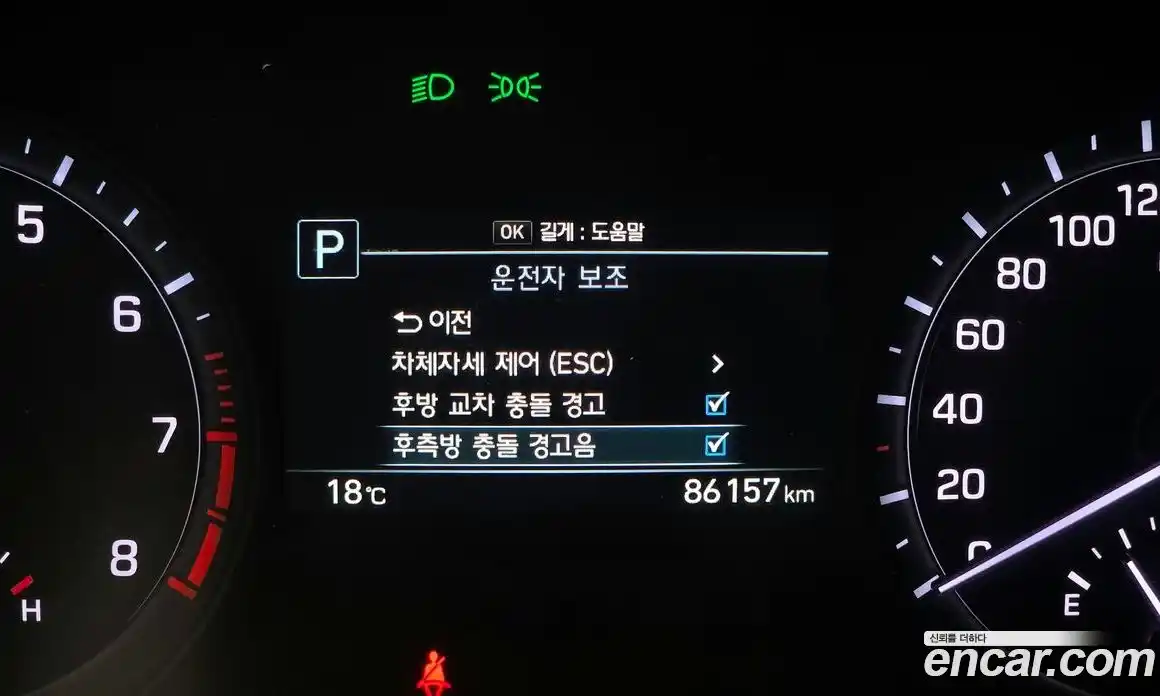 P
OK 길게 : 도움말
운전자 보조
이전
차체자세 제어 (ESC)
후방 교차 충돌 경고
후측방 충돌 경고음
18℃
86157 km
5
6
7
8
H
100
80
60
40
20
0
E
신뢰를 더하다
encar.com